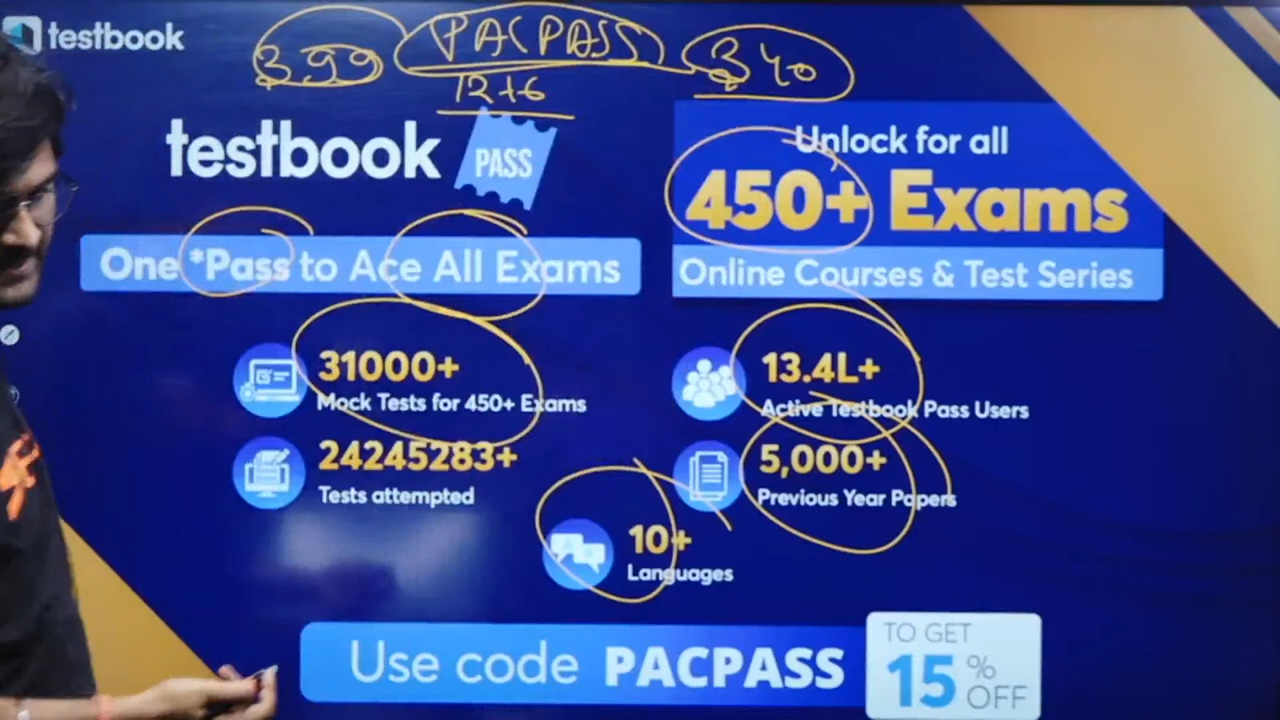 testbook
399 PACPASS 340
12+6
testbook PASS
Unlock for all
450+ Exams
One *Pass to Ace All Exams
Online Courses & Test Series
31000+
Mock Tests for 450+ Exams
13.4L+
Active Testbook Pass Users
24245283+
Tests attempted
5,000+
Previous Year Papers
10+
Languages
Use code PACPASS
TO GET
15% OFF